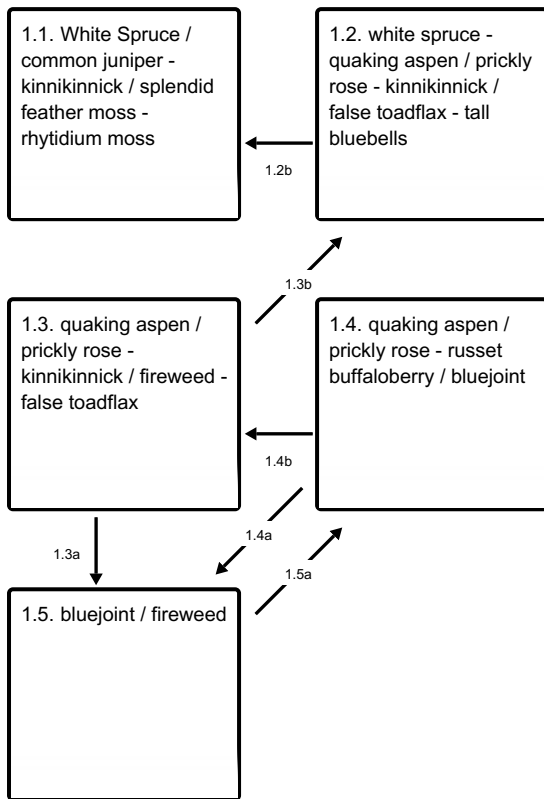 1.1. White Spruce /
common juniper -
kinnikinnick / splendid
feather moss -
rhytidium moss
1.2. white spruce -
quaking aspen / prickly
rose - kinnikinnick /
false toadflax - tall
bluebells
1.2b
1.3b
1.3. quaking aspen /
prickly rose -
kinnikinnick / fireweed -
false toadflax
1.4. quaking aspen /
prickly rose - russet
buffaloberry / bluejoint
1.4b
1.3a
1.4a
1.5a
1.5. bluejoint / fireweed